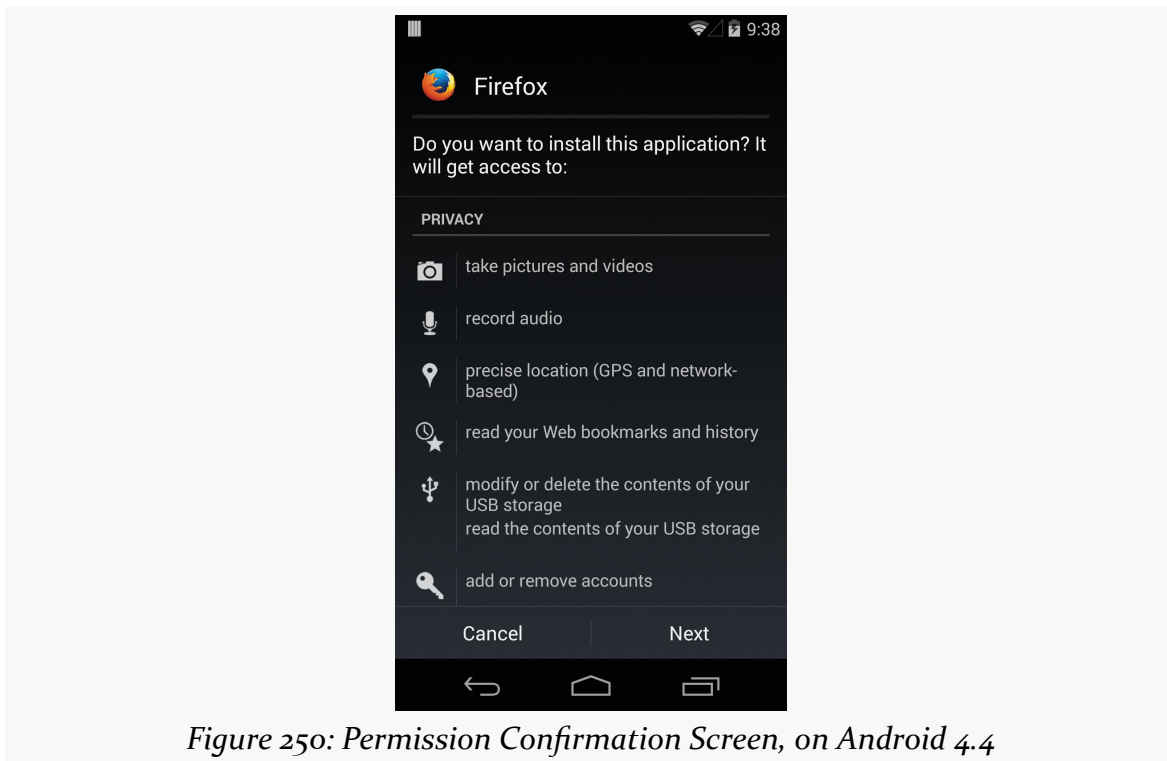 9:38
Firefox
Do you want to install this application? It
will get access to:
PRIVACY
take pictures and videos
record audio
precise location (GPS and network-
based)
read your Web bookmarks and history
modify or delete the contents of your
USB storage
read the contents of your USB storage
add or remove accounts
Cancel Next
Figure 250: Permission Confirmation Screen, on Android 4.4